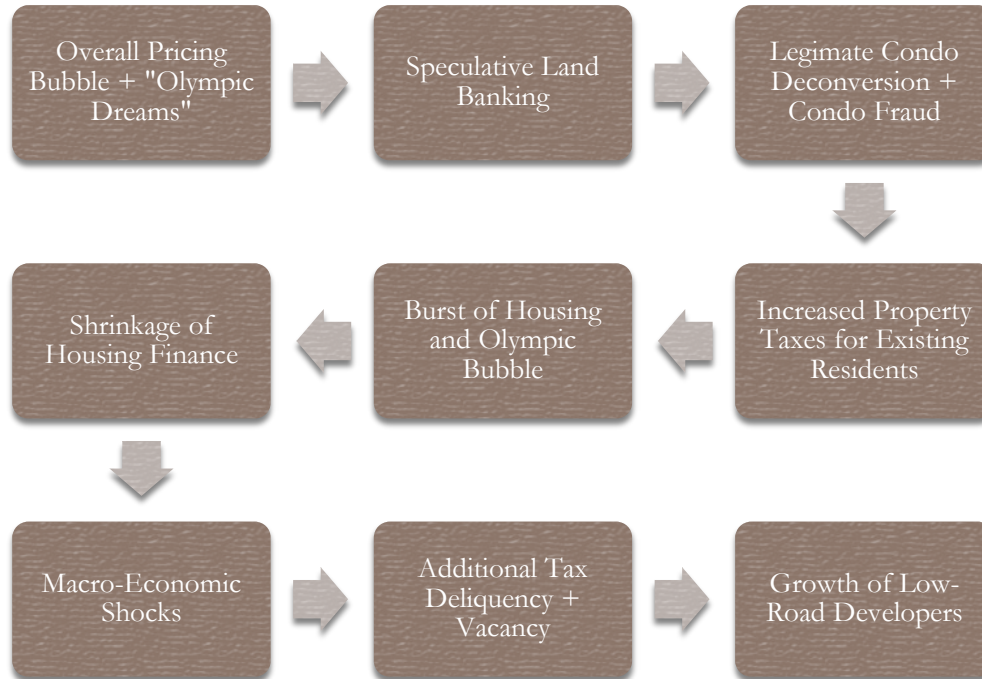 Overall Pricing
Bubble + "Olympic
Dreams"
Speculative Land
Banking
Legimate Condo
Deconversion +
Condo Fraud
Increased Property
Taxes for Existing
Residents
Burst of Housing
and Olympic
Bubble
Shrinkage of
Housing Finance
Macro-Economic
Shocks
Additional Tax
Deliquency +
Vacancy
Growth of Low-
Road Developers